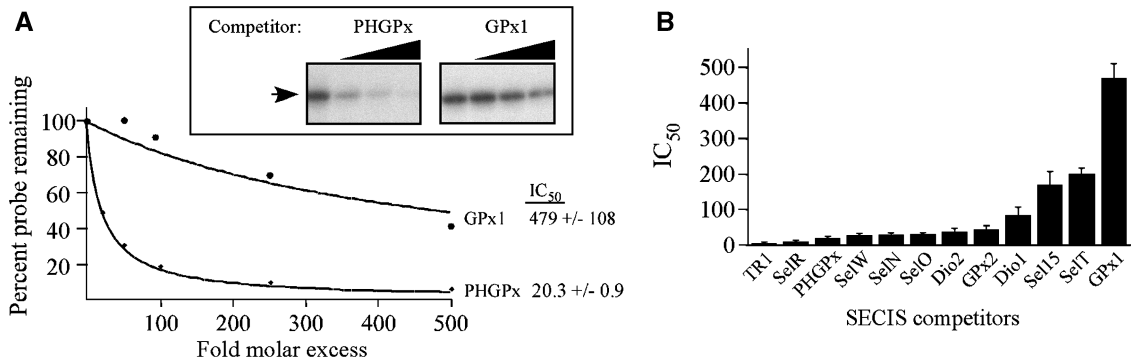 A
Competitor: PHGPx GPx1
Percent probe remaining
100
80
60
40
20
100 200 300 400 500
Fold molar excess
IC50
GPx1 479 +/- 108
PHGPx 20.3 +/- 0.9
B
IC50
500
400
300
200
100
0
TR1 SelR PHGPx SelW SelN SelO Dio2 GPx2 Dio1 Sel15 SelT GPx1
SECIS competitors